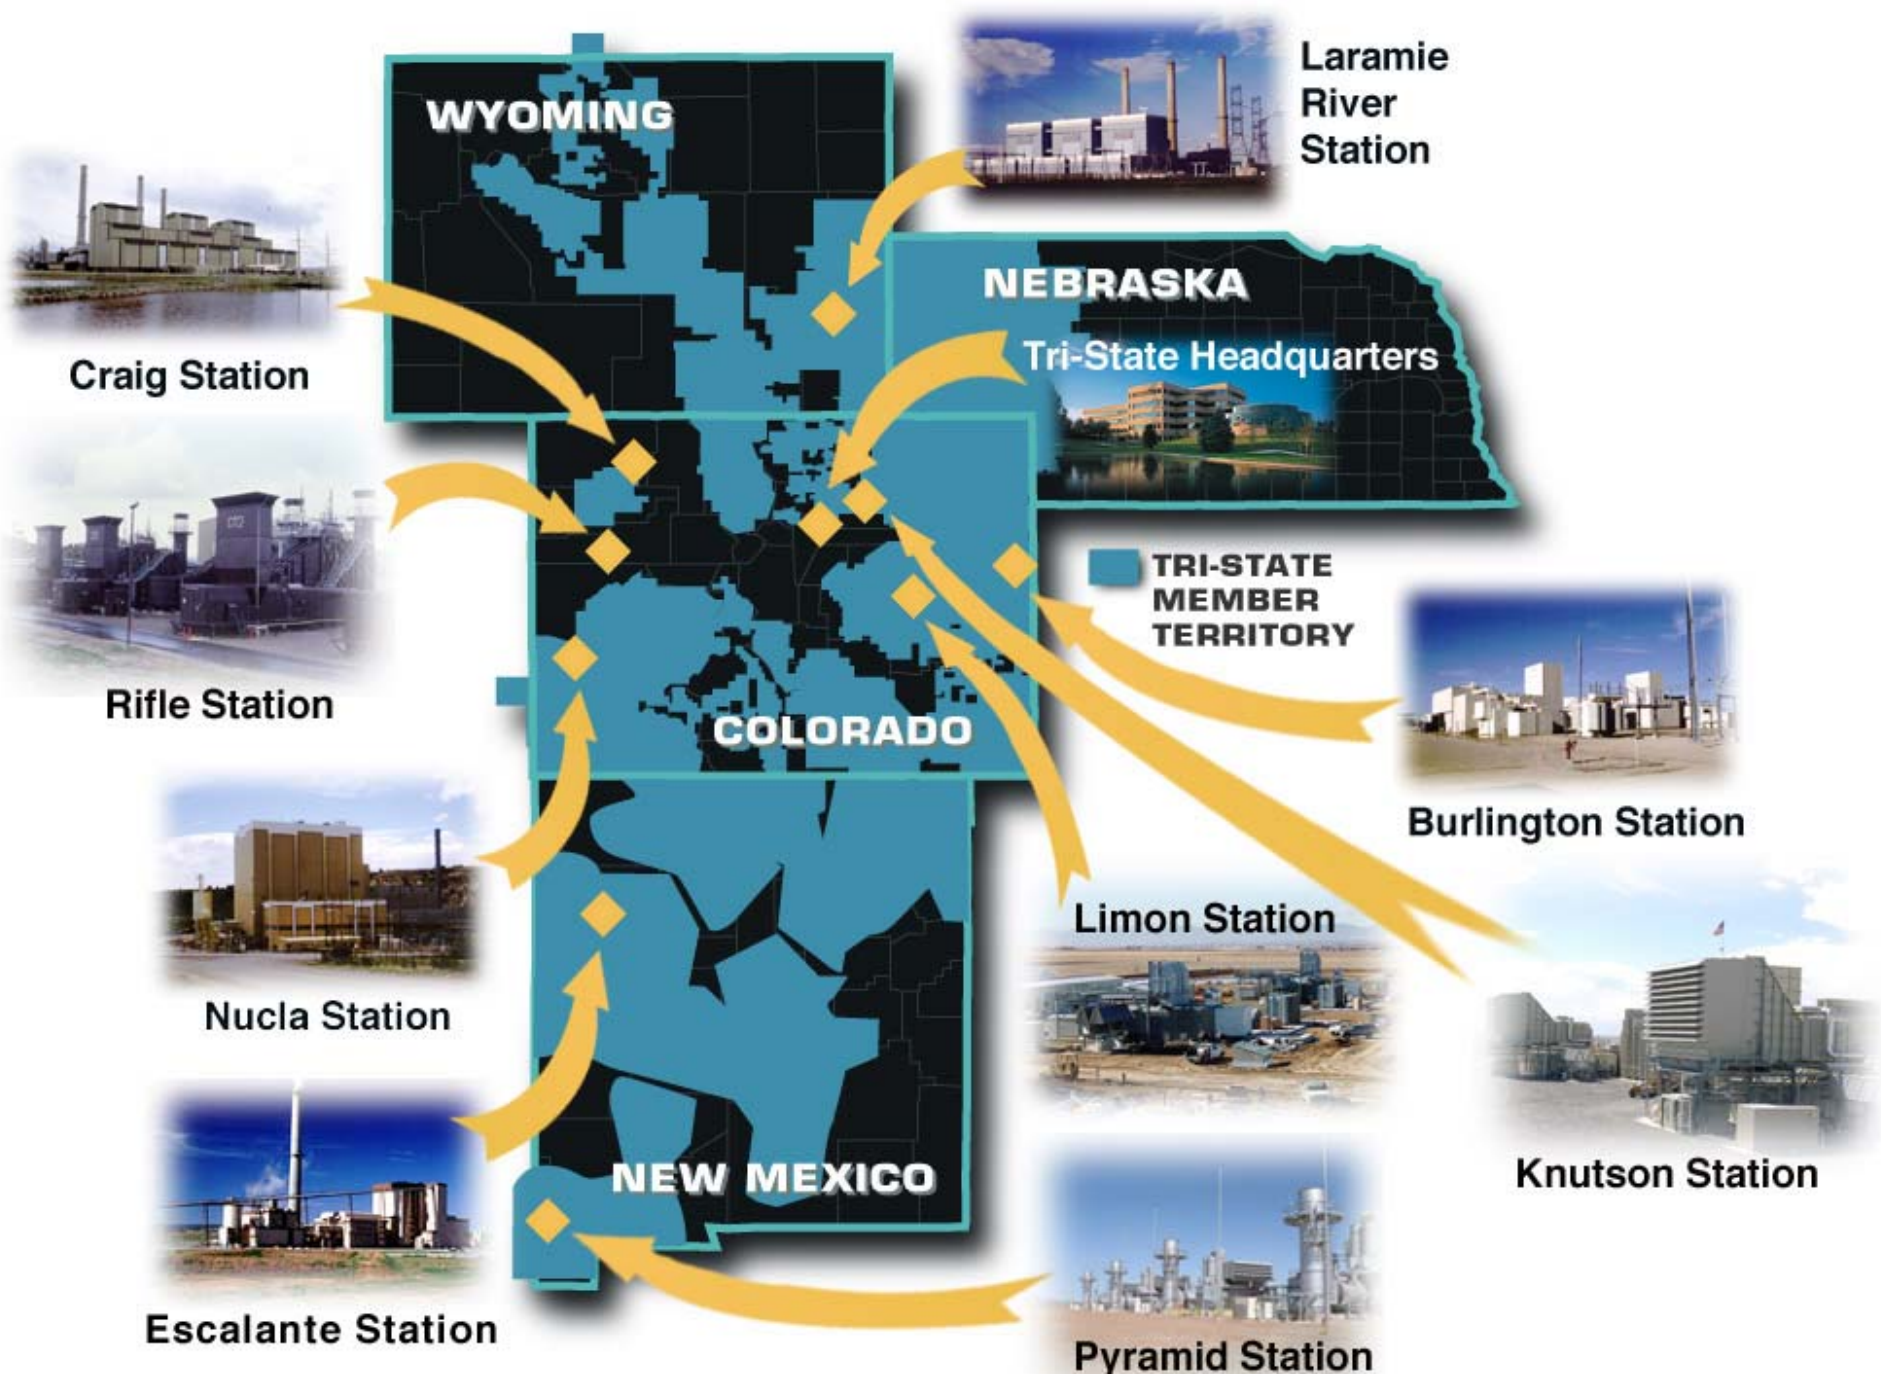 Laramie
River
Station
WYOMING
NEBRASKA
Tri-State Headquarters
Craig Station
TRI-STATE
MEMBER
TERRITORY
Rifle Station
COLORADO
Burlington Station
Limon Station
Nucla Station
Knutson Station
NEW MEXICO
Escalante Station
Pyramid Station